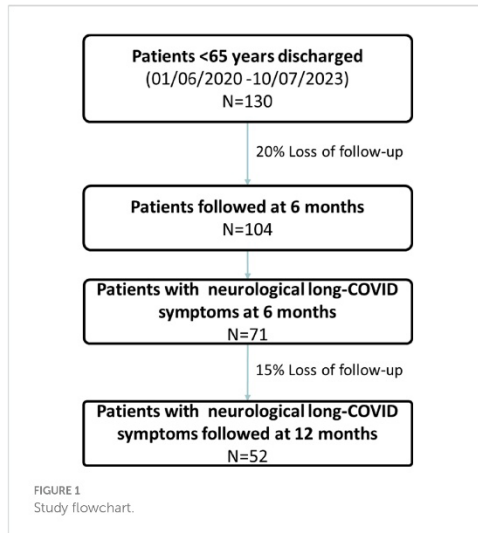 Patients <65 years discharged
(01/06/2020 -10/07/2023)
N=130
20% Loss of follow-up
Patients followed at 6 months
N=104
Patients with neurological long-COVID
symptoms at 6 months
N=71
15% Loss of follow-up
Patients with  neurological long-COVID
symptoms followed at 12 months
N=52
FIGURE 1
Study flowchart.